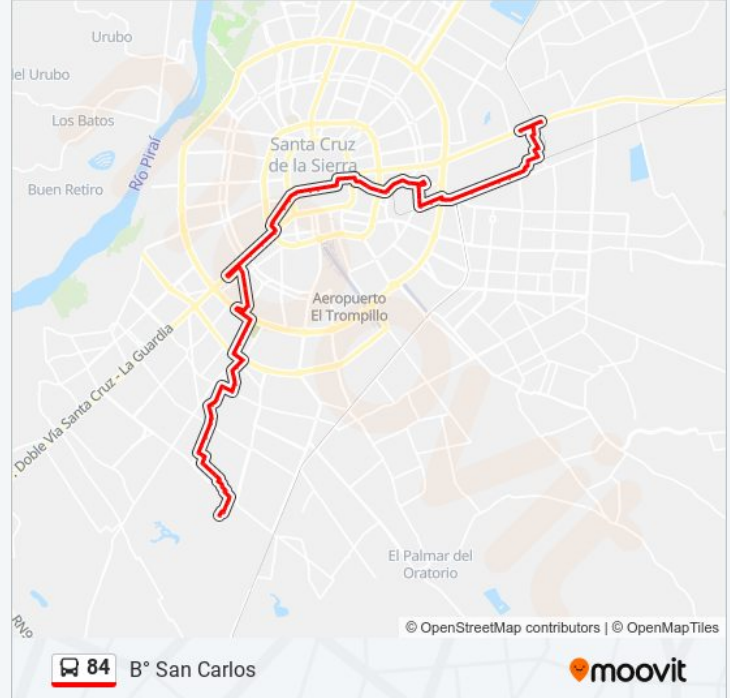 Urubo
el Urubo
Los Batos
Río Piraí
Santa Cruz
de la Sierra
Buen Retiro
Aeropuerto
El Trompillo
Doble Vía Santa Cruz - La Guardia
El Palmar del
Oratorio
RN9
© OpenStreetMap contributors | © OpenMapTiles
84 B° San Carlos
moovit